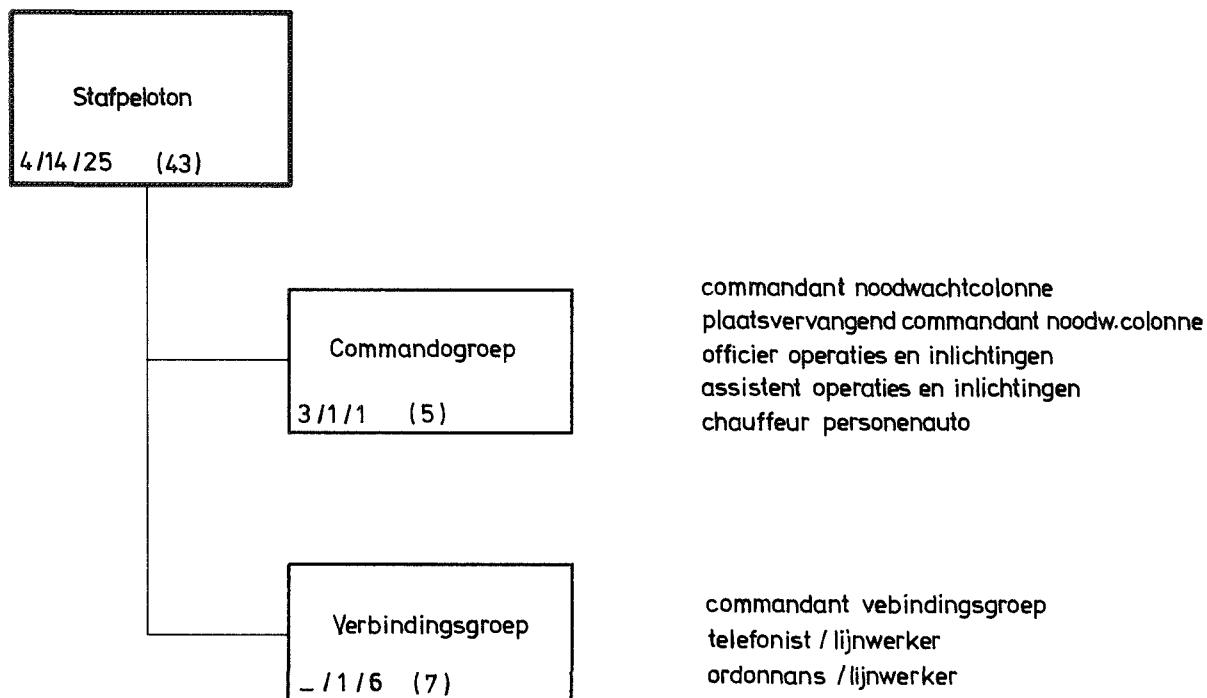 Stafpeloton
4/14/25 (43)
Commandogroep
3/1/1 (5)
commandant noodwachtcolonne
plaatsvervangend commandant noodw.colonne
officier operaties en inlichtingen
assistent operaties en inlichtingen
chauffeur personenauto
Verbindingsgroep
_/1/6 (7)
commandant vebindingsgroep
telefonist / lijnwerker
ordonnans / lijnwerker